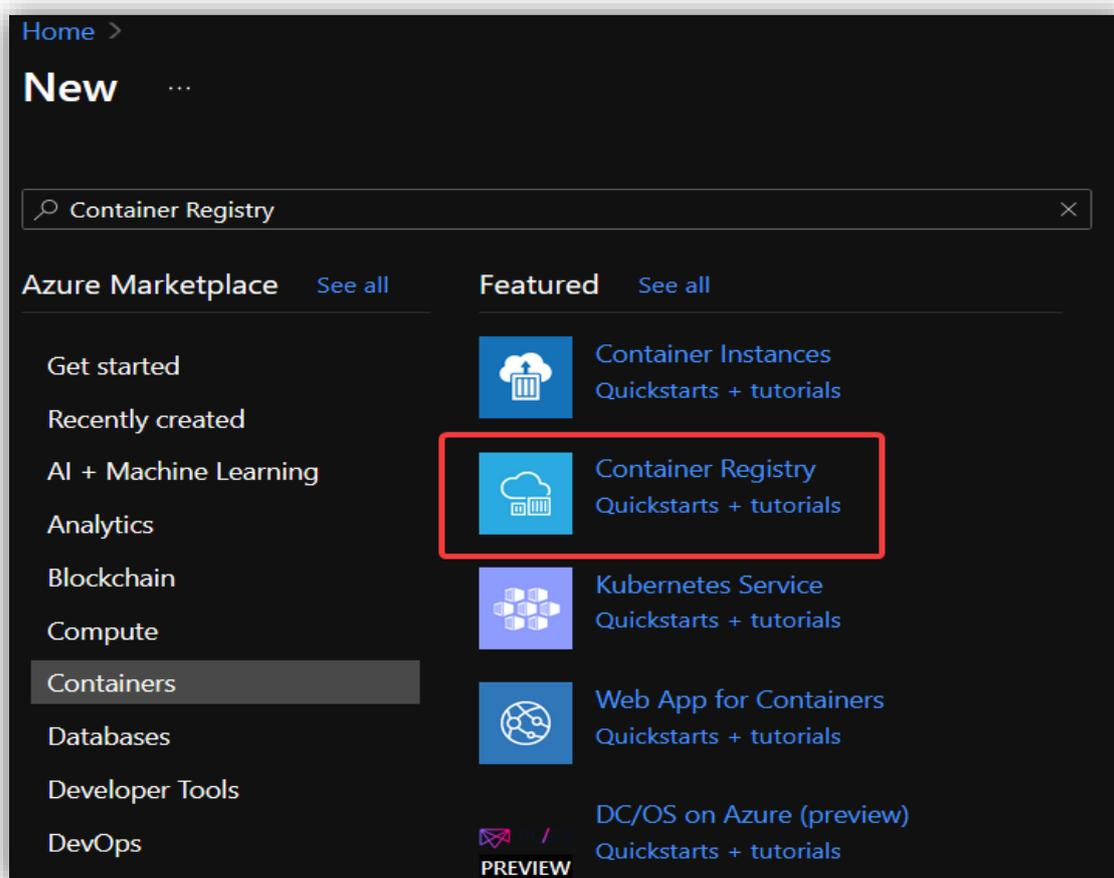 Home >
New ...
Container Registry
Azure Marketplace See all
Get started
Recently created
AI + Machine Learning
Analytics
Blockchain
Compute
Containers
Databases
Developer Tools
DevOps
Featured See all
Container Instances
Quickstarts + tutorials
Container Registry
Quickstarts + tutorials
Kubernetes Service
Quickstarts + tutorials
Web App for Containers
Quickstarts + tutorials
DC/OS on Azure (preview)
Quickstarts + tutorials
PREVIEW